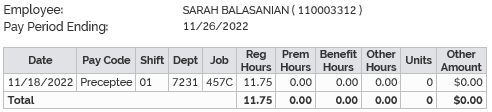 Employee: SARAH BALASANIAN ( 110003312 )
Pay Period Ending: 11/26/2022
Date Pay Code Shift Dept Job Reg Hours Prem Hours Benefit Hours Other Hours Units Other Amount
11/18/2022 Preceptee 01 7231 457C 11.75 0.00 0.00 0.00 0 $0.00
Total 11.75 0.00 0.00 0.00 0 $0.00